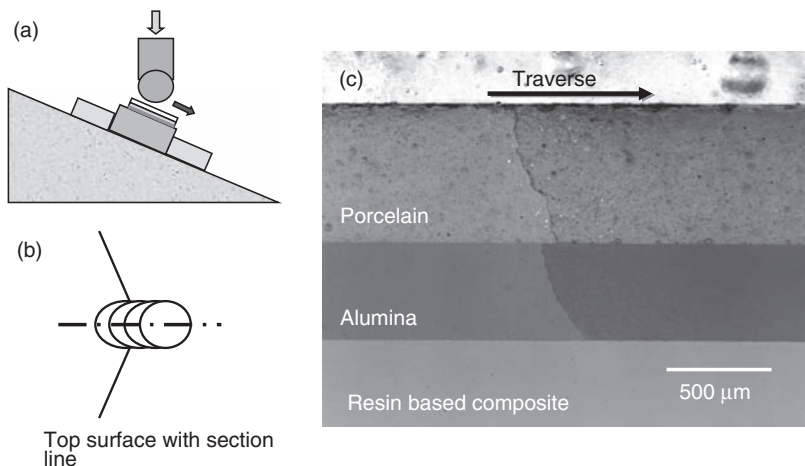 (a)
(b)
Top surface with section
line
(c)
Traverse
Porcelain
Alumina
Resin based composite
500 μm